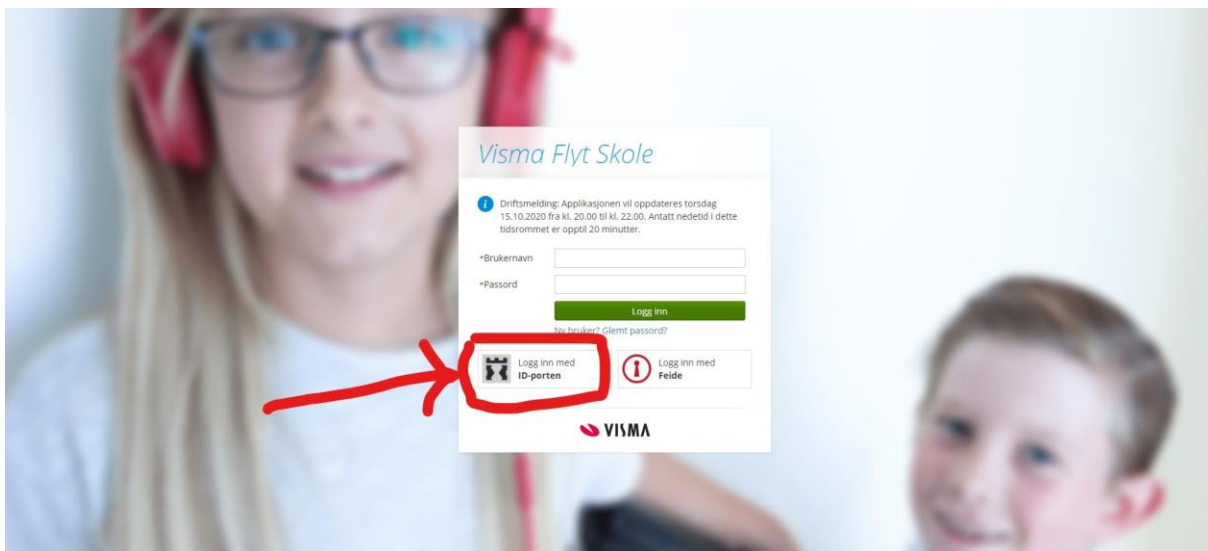 Visma Flyt Skole
Driftsmelding: Applikasjonen vil oppdateres torsdag
15.10.2020 fra kl. 20.00 til kl. 22.00. Antatt nedetid i dette
tidsrommet er opptil 20 minutter.
*Brukernavn
*Passord
Logg inn
Ny bruker? Glemt passord?
Logg inn med
ID-porten
Logg inn med
Feide
VISMA